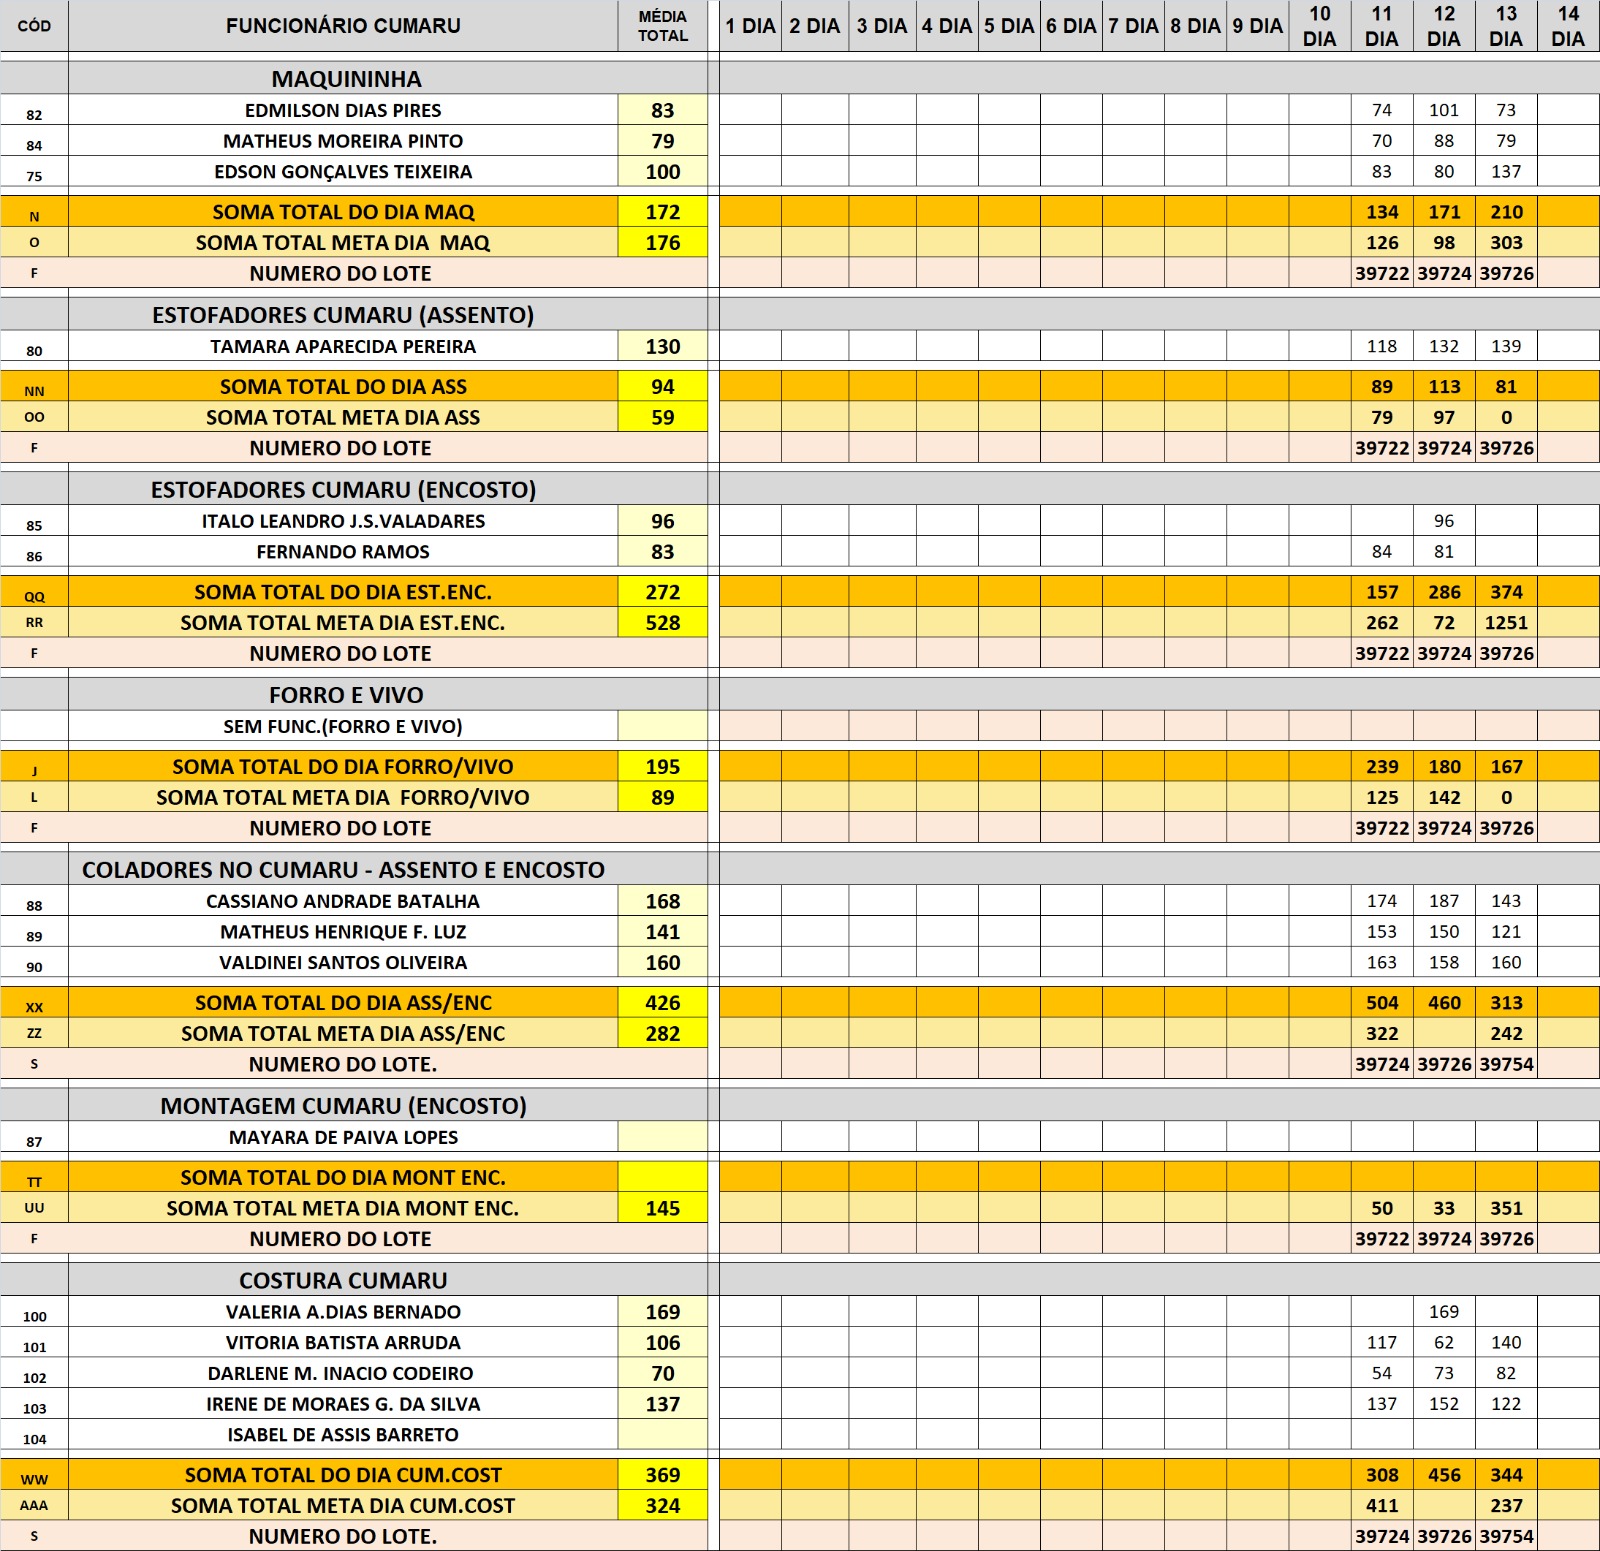 CÓD FUNCIONÁRIO CUMARU MÉDIA TOTAL 1 DIA 2 DIA 3 DIA 4 DIA 5 DIA 6 DIA 7 DIA 8 DIA 9 DIA 10 DIA 11 DIA 12 DIA 13 DIA 14 DIA
MAQUININHA
82 EDMILSON DIAS PIRES 83 74 101 73
84 MATHEUS MOREIRA PINTO 79 70 88 79
75 EDSON GONÇALVES TEIXEIRA 100 83 80 137
N SOMA TOTAL DO DIA MAQ 172 134 171 210
O SOMA TOTAL META DIA MAQ 176 126 98 303
F NUMERO DO LOTE 39722 39724 39726
ESTOFADORES CUMARU (ASSENTO)
80 TAMARA APARECIDA PEREIRA 130 118 132 139
NN SOMA TOTAL DO DIA ASS 94 89 113 81
OO SOMA TOTAL META DIA ASS 59 79 97 0
F NUMERO DO LOTE 39722 39724 39726
ESTOFADORES CUMARU (ENCOSTO)
85 ITALO LEANDRO J.S.VALADARES 96 96
86 FERNANDO RAMOS 83 84 81
QQ SOMA TOTAL DO DIA EST.ENC. 272 157 286 374
RR SOMA TOTAL META DIA EST.ENC. 528 262 72 1251
F NUMERO DO LOTE 39722 39724 39726
FORRO E VIVO
SEM FUNC.(FORRO E VIVO)
J SOMA TOTAL DO DIA FORRO/VIVO 195 239 180 167
L SOMA TOTAL META DIA FORRO/VIVO 89 125 142 0
F NUMERO DO LOTE 39722 39724 39726
COLADORES NO CUMARU - ASSENTO E ENCOSTO
88 CASSIANO ANDRADE BATALHA 168 174 187 143
89 MATHEUS HENRIQUE F. LUZ 141 153 150 121
90 VALDINEI SANTOS OLIVEIRA 160 163 158 160
XX SOMA TOTAL DO DIA ASS/ENC 426 504 460 313
ZZ SOMA TOTAL META DIA ASS/ENC 282 322 242
S NUMERO DO LOTE. 39724 39726 39754
MONTAGEM CUMARU (ENCOSTO)
87 MAYARA DE PAIVA LOPES
TT SOMA TOTAL DO DIA MONT ENC.
UU SOMA TOTAL META DIA MONT ENC. 145 50 33 351
F NUMERO DO LOTE 39722 39724 39726
COSTURA CUMARU
100 VALERIA A.DIAS BERNADO 169 169
101 VITORIA BATISTA ARRUDA 106 117 62 140
102 DARLENE M. INACIO CODEIRO 70 54 73 82
103 IRENE DE MORAES G. DA SILVA 137 137 152 122
104 ISABEL DE ASSIS BARRETO
WW SOMA TOTAL DO DIA CUM.COST 369 308 456 344
AAA SOMA TOTAL META DIA CUM.COST 324 411 237
S NUMERO DO LOTE. 39724 39726 39754